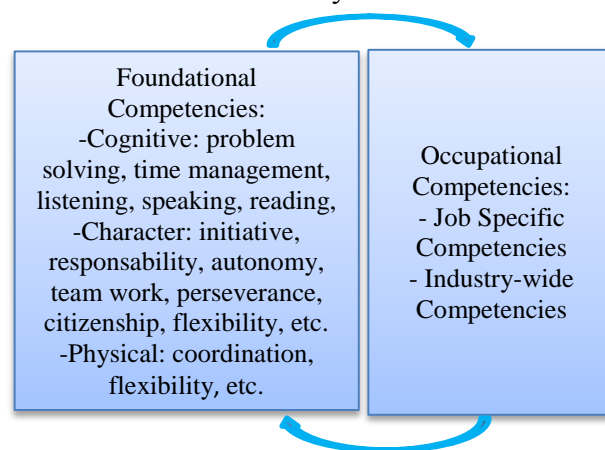 Foundational
Competencies:
-Cognitive: problem
solving, time management,
listening, speaking, reading,
-Character: initiative,
responsability, autonomy,
team work, perseverance,
citizenship, flexibility, etc.
-Physical: coordination,
flexibility, etc.
Occupational
Competencies:
- Job Specific
Competencies
- Industry-wide
Competencies